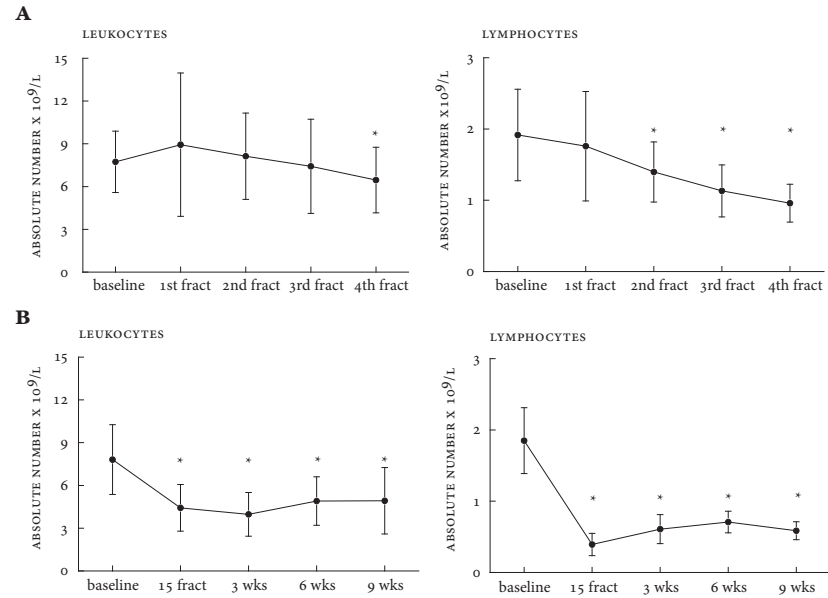 A
LEUKOCYTES
ABSOLUTE NUMBER X 10⁹/L
15
12
9
6
3
0
*
baseline 1st fract 2nd fract 3rd fract 4th fract
LYMPHOCYTES
ABSOLUTE NUMBER X 10⁹/L
3
2
1
0
* * *
baseline 1st fract 2nd fract 3rd fract 4th fract
B
LEUKOCYTES
ABSOLUTE NUMBER X 10⁹/L
15
12
9
6
3
0
* * * *
baseline 15 fract 3 wks 6 wks 9 wks
LYMPHOCYTES
ABSOLUTE NUMBER X 10⁹/L
3
2
1
0
* * * *
baseline 15 fract 3 wks 6 wks 9 wks